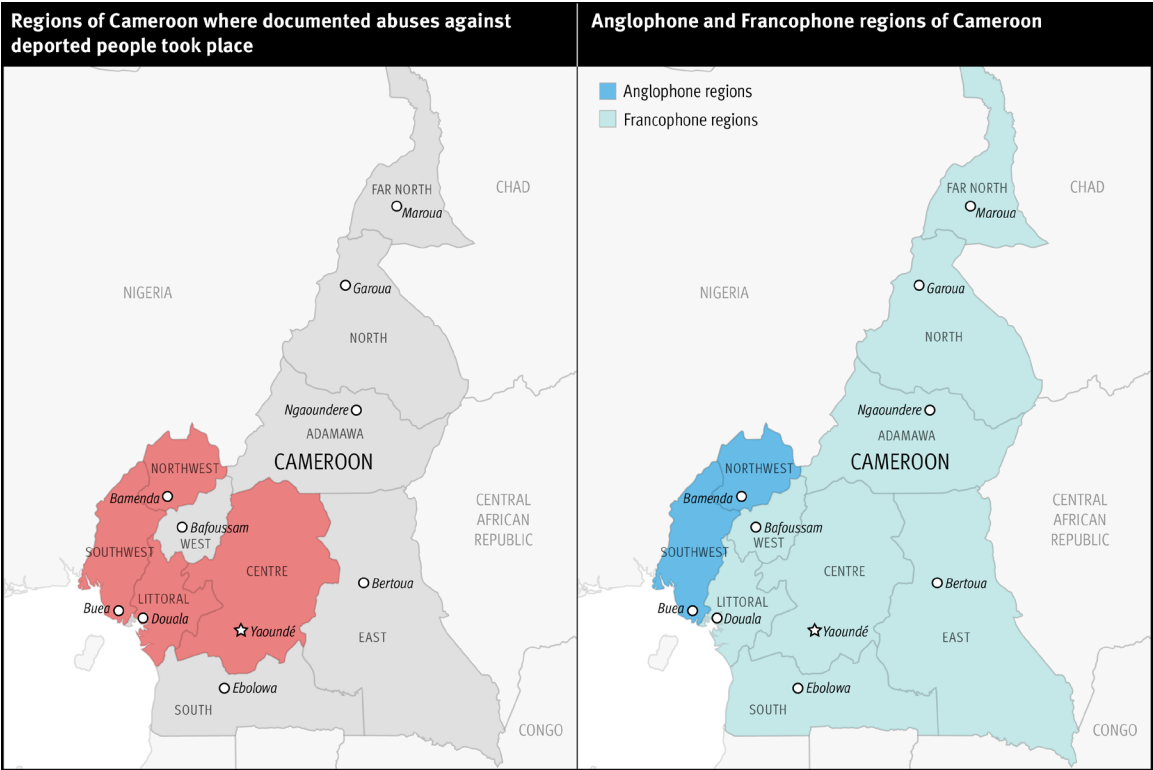 Regions of Cameroon where documented abuses against
deported people took place
FAR NORTH
Maroua
CHAD
NIGERIA
Garoua
NORTH
Ngaoundere
ADAMAWA
CAMEROON
NORTHWEST
Bamenda
CENTRAL
AFRICAN
REPUBLIC
Bafoussam
WEST
SOUTHWEST
CENTRE
Bertoua
LITTORAL
Buea
Douala
Yaoundé
EAST
Ebolowa
SOUTH
CONGO
Anglophone and Francophone regions of Cameroon
Anglophone regions
Francophone regions
FAR NORTH
Maroua
CHAD
NIGERIA
Garoua
NORTH
Ngaoundere
ADAMAWA
CAMEROON
NORTHWEST
Bamenda
CENTRAL
AFRICAN
REPUBLIC
Bafoussam
WEST
SOUTHWEST
CENTRE
Bertoua
LITTORAL
Buea
Douala
Yaoundé
EAST
Ebolowa
SOUTH
CONGO